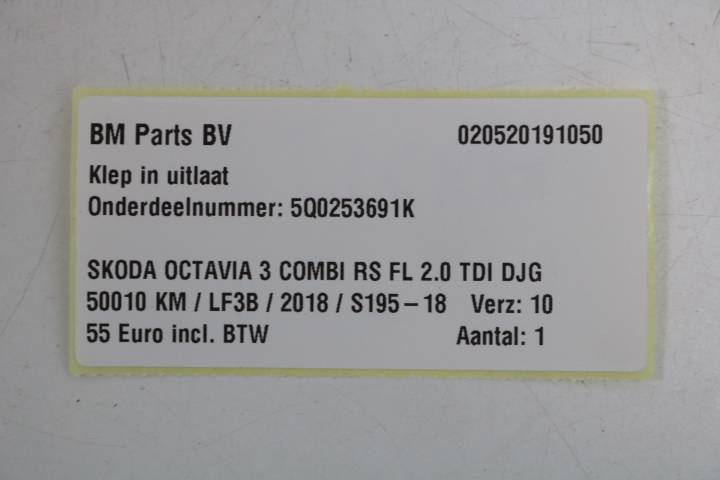 BM Parts BV 020520191050
Klep in uitlaat
Onderdeelnummer: 5Q0253691K
SKODA OCTAVIA 3 COMBI RS FL 2.0 TDI DJG
50010 KM / LF3B / 2018 / S195-18 Verz: 10
55 Euro incl. BTW Aantal: 1